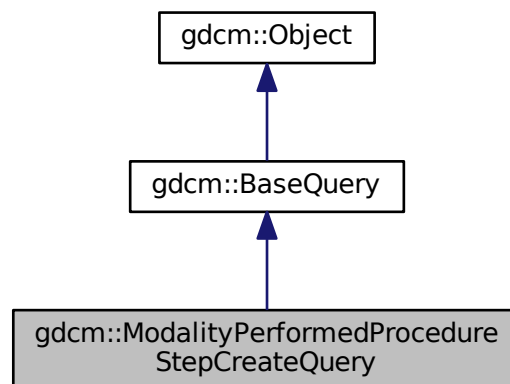 gdcm::Object
gdcm::BaseQuery
gdcm::ModalityPerformedProcedure
StepCreateQuery